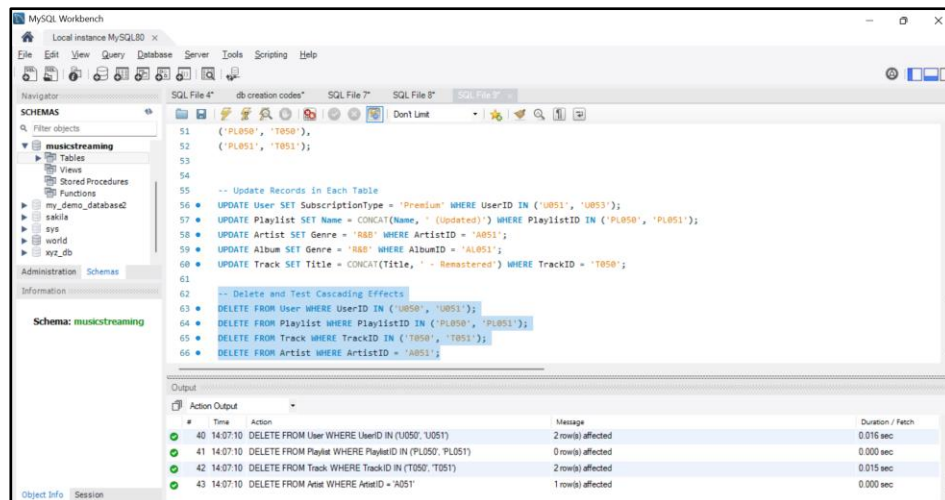 MySQL Workbench
Local instance MySQL80 ×
File Edit View Query Database Server Tools Scripting Help
Navigator
SQL File 4* db creation codes* SQL File 7* SQL File 8* SQL File 9* ×
SCHEMAS
Don't Limit
Filter objects
musicstreaming
Tables
Views
Stored Procedures
Functions
my_demo_database2
sakila
sys
world
xyz_db
Administration Schemas
Information
Schema: musicstreaming
Object Info Session
51 ('PL050', 'T050'),
52 ('PL051', 'T051');
53
54
55 -- Update Records in Each Table
56 UPDATE User SET SubscriptionType = 'Premium' WHERE UserID IN ('U051', 'U053');
57 UPDATE Playlist SET Name = CONCAT(Name, ' (Updated)') WHERE PlaylistID IN ('PL050', 'PL051');
58 UPDATE Artist SET Genre = 'R&B' WHERE ArtistID = 'A051';
59 UPDATE Album SET Genre = 'R&B' WHERE AlbumID = 'AL051';
60 UPDATE Track SET Title = CONCAT(Title, ' - Remastered') WHERE TrackID = 'T050';
61
62 -- Delete and Test Cascading Effects
63 DELETE FROM User WHERE UserID IN ('U050', 'U051');
64 DELETE FROM Playlist WHERE PlaylistID IN ('PL050', 'PL051');
65 DELETE FROM Track WHERE TrackID IN ('T050', 'T051');
66 DELETE FROM Artist WHERE ArtistID = 'A051';
Output
Action Output
# Time Action Message Duration / Fetch
40 14:07:10 DELETE FROM User WHERE UserID IN ('U050', 'U051') 2 row(s) affected 0.016 sec
41 14:07:10 DELETE FROM Playlist WHERE PlaylistID IN ('PL050', 'PL051') 0 row(s) affected 0.000 sec
42 14:07:10 DELETE FROM Track WHERE TrackID IN ('T050', 'T051') 2 row(s) affected 0.015 sec
43 14:07:10 DELETE FROM Artist WHERE ArtistID = 'A051' 1 row(s) affected 0.000 sec